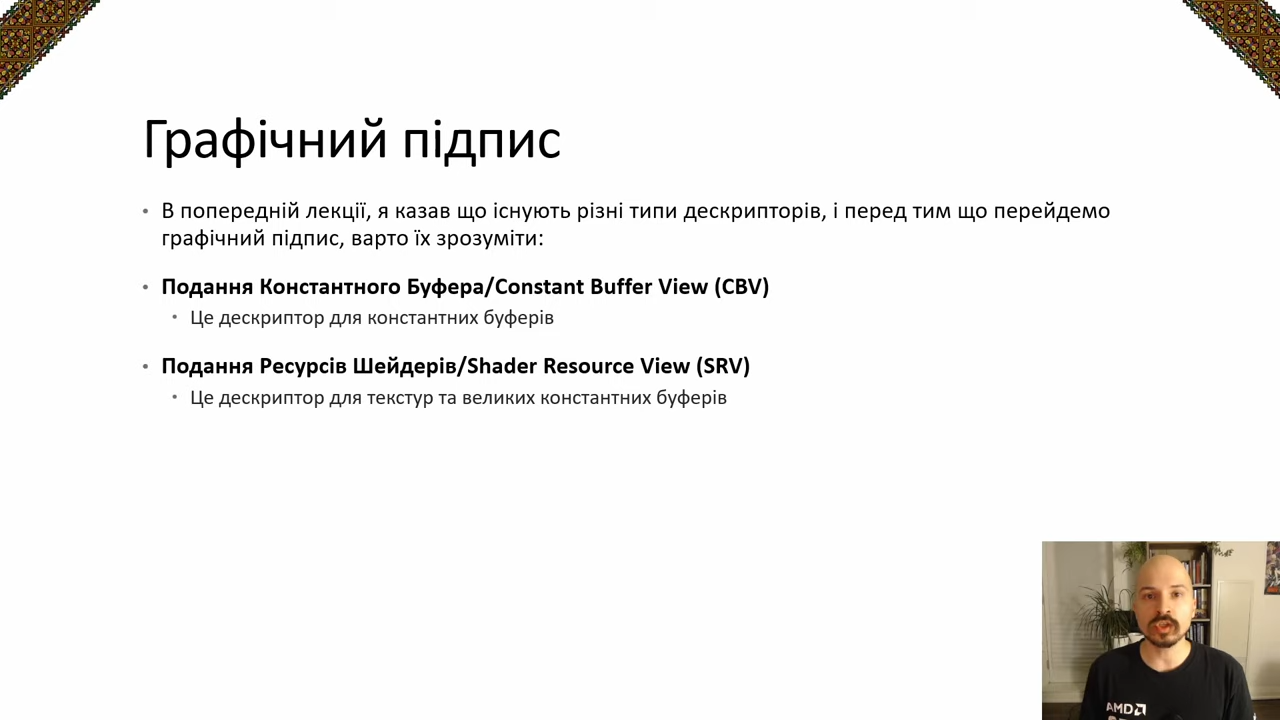 Графічний підпис
• В попередній лекції, я казав що існують різні типи дескрипторів, і перед тим що перейдемо
графічний підпис, варто їх зрозуміти:
• Подання Константного Буфера/Constant Buffer View (CBV)
• Це дескриптор для константних буферів
• Подання Ресурсів Шейдерів/Shader Resource View (SRV)
• Це дескриптор для текстур та великих константних буферів
AMD